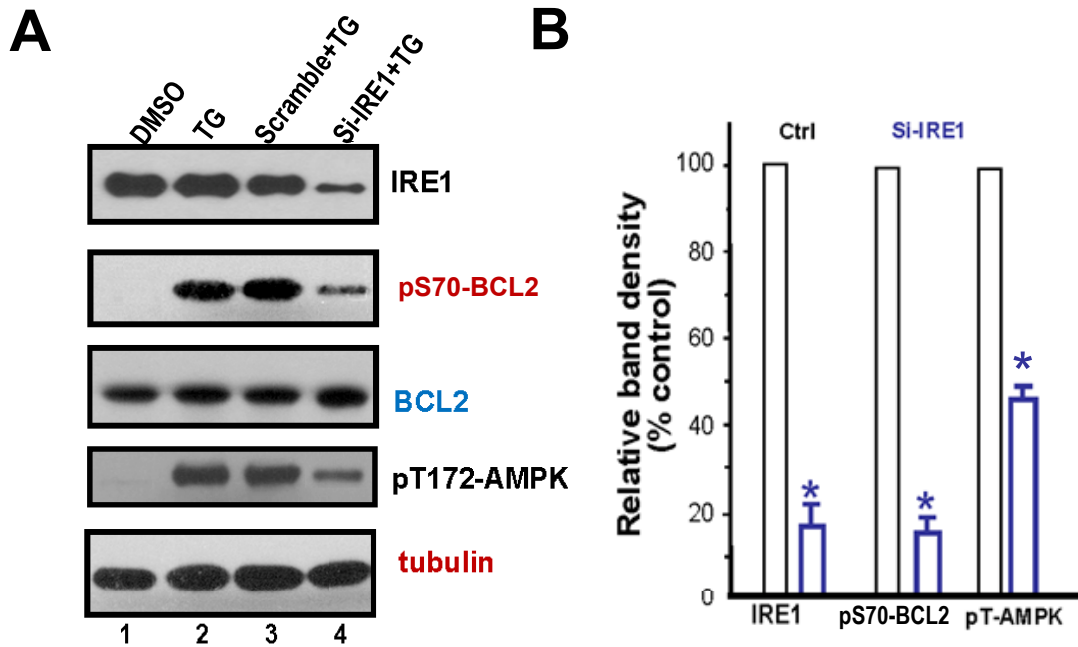 A
DMSO
TG
Scramble+TG
Si-IRE1+TG
IRE1
pS70-BCL2
BCL2
pT172-AMPK
tubulin
1 2 3 4
B
Ctrl Si-IRE1
Relative band density
(% control)
100
80
60
40
20
0
*
*
*
IRE1 pS70-BCL2 pT-AMPK